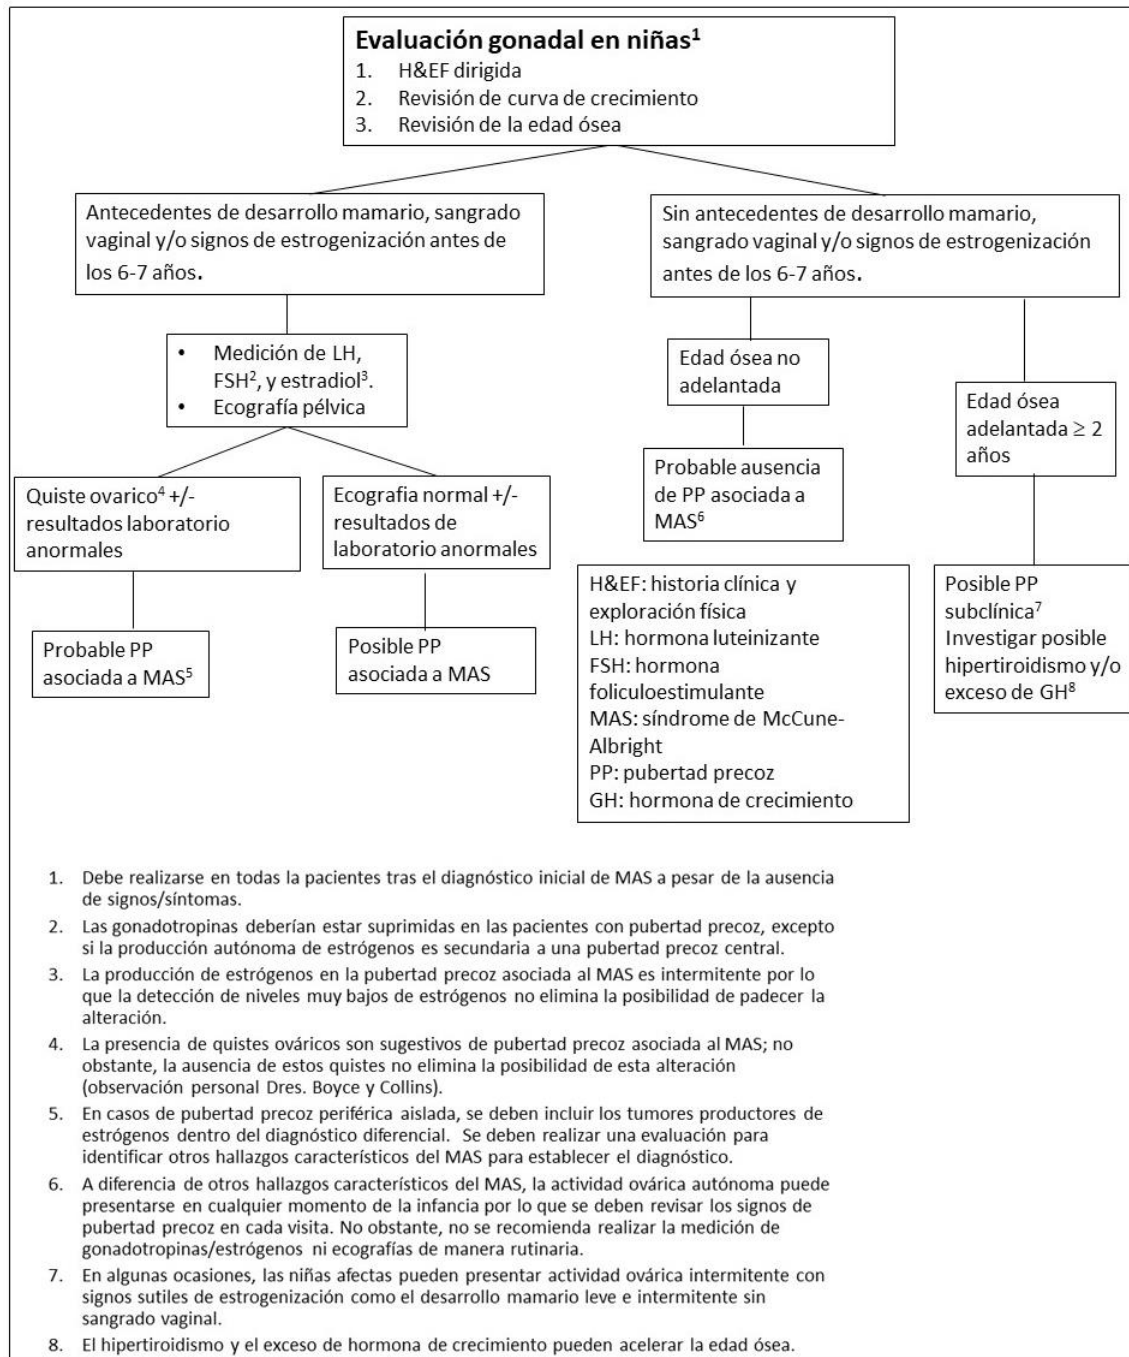 Evaluación gonadal en niñas1
1. H&EF dirigida
2. Revisión de curva de crecimiento
3. Revisión de la edad ósea
Antecedentes de desarrollo mamario, sangrado
vaginal y/o signos de estrogenización antes de
los 6-7 años.
Sin antecedentes de desarrollo mamario,
sangrado vaginal y/o signos de estrogenización
antes de los 6-7 años.
• Medición de LH,
FSH2, y estradiol3.
• Ecografía pélvica
Edad ósea no
adelantada
Edad ósea
adelantada ≥ 2
años
Quiste ovarico4 +/-
resultados laboratorio
anormales
Ecografia normal +/-
resultados de
laboratorio anormales
Probable ausencia
de PP asociada a
MAS6
Probable PP
asociada a MAS5
Posible PP
asociada a MAS
H&EF: historia clínica y
exploración física
LH: hormona luteinizante
FSH: hormona
foliculoestimulante
MAS: síndrome de McCune-
Albright
PP: pubertad precoz
GH: hormona de crecimiento
Posible PP
subclínica7
Investigar posible
hipertiroidismo y/o
exceso de GH8
1. Debe realizarse en todas la pacientes tras el diagnóstico inicial de MAS a pesar de la ausencia
de signos/síntomas.
2. Las gonadotropinas deberían estar suprimidas en las pacientes con pubertad precoz, excepto
si la producción autónoma de estrógenos es secundaria a una pubertad precoz central.
3. La producción de estrógenos en la pubertad precoz asociada al MAS es intermitente por lo
que la detección de niveles muy bajos de estrógenos no elimina la posibilidad de padecer la
alteración.
4. La presencia de quistes ováricos son sugestivos de pubertad precoz asociada al MAS; no
obstante, la ausencia de estos quistes no elimina la posibilidad de esta alteración
(observación personal Dres. Boyce y Collins).
5. En casos de pubertad precoz periférica aislada, se deben incluir los tumores productores de
estrógenos dentro del diagnóstico diferencial. Se deben realizar una evaluación para
identificar otros hallazgos característicos del MAS para establecer el diagnóstico.
6. A diferencia de otros hallazgos característicos del MAS, la actividad ovárica autónoma puede
presentarse en cualquier momento de la infancia por lo que se deben revisar los signos de
pubertad precoz en cada visita. No obstante, no se recomienda realizar la medición de
gonadotropinas/estrógenos ni ecografías de manera rutinaria.
7. En algunas ocasiones, las niñas afectas pueden presentar actividad ovárica intermitente con
signos sutiles de estrogenización como el desarrollo mamario leve e intermitente sin
sangrado vaginal.
8. El hipertiroidismo y el exceso de hormona de crecimiento pueden acelerar la edad ósea.